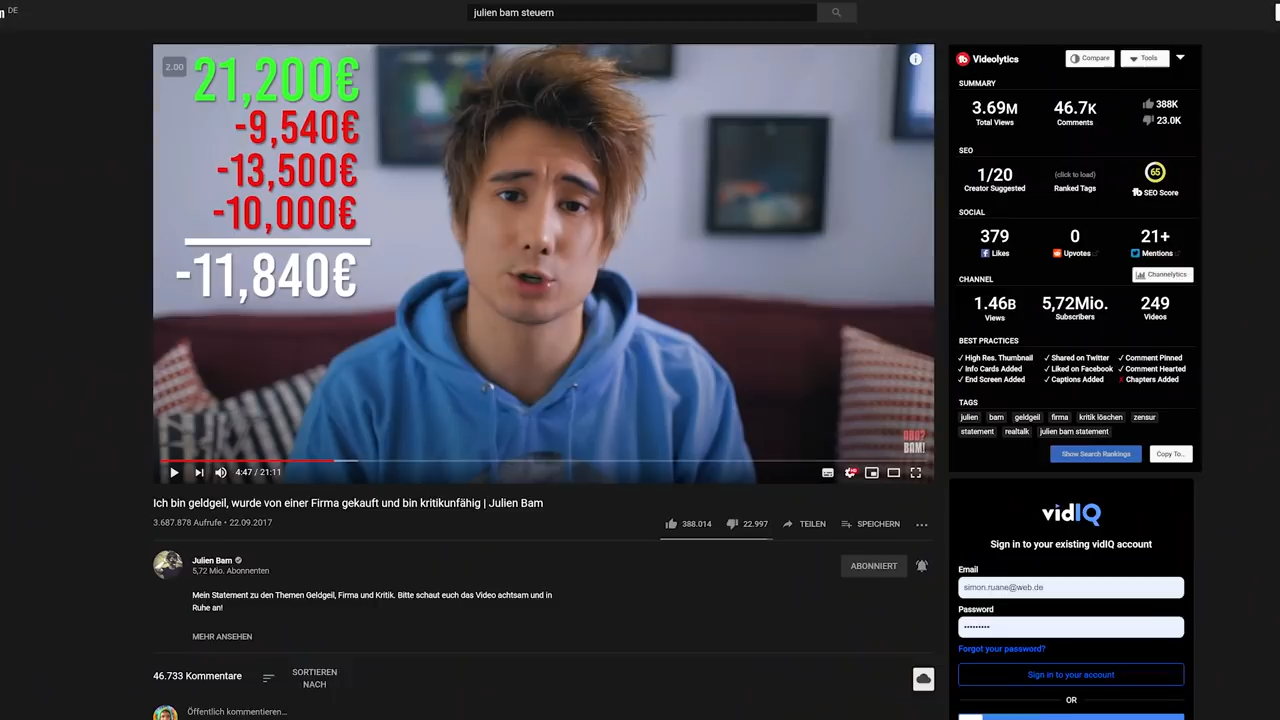 DE
julien bam steuern
2.00
21,200€
-9,540€
-13,500€
-10,000€
-11,840€
BAM!
4:47 / 21:11
HD
Ich bin geldgeil, wurde von einer Firma gekauft und bin kritikunfähig | Julien Bam
3.687.878 Aufrufe • 22.09.2017
388.014
22.997
TEILEN
SPEICHERN
Julien Bam
5,72 Mio. Abonnenten
ABONNIERT
Mein Statement zu den Themen Geldgeil, Firma und Kritik. Bitte schaut euch das Video achtsam und in
Ruhe an!
MEHR ANSEHEN
46.733 Kommentare
SORTIEREN
NACH
Öffentlich kommentieren...
Videolytics
Compare
Tools
SUMMARY
3.69M
46.7K
388K
Total Views
Comments
23.0K
SEO
1/20
(click to load)
65
Creator Suggested
Ranked Tags
tb SEO Score
SOCIAL
379
0
21+
Likes
Upvotes
Mentions
CHANNEL
Channelytics
1.46B
5,72Mio.
249
Views
Subscribers
Videos
BEST PRACTICES
✓ High Res. Thumbnail ✓ Shared on Twitter ✓ Comment Pinned
✓ Info Cards Added ✓ Liked on Facebook ✓ Comment Hearted
✓ End Screen Added ✓ Captions Added x Chapters Added
TAGS
julien bam geldgeil firma kritik löschen zensur
statement realtalk julien bam statement
Show Search Rankings
Copy To...
vidIQ
Sign in to your existing vidIQ account
Email
simon.ruane@web.de
Password
Forgot your password?
Sign in to your account
OR